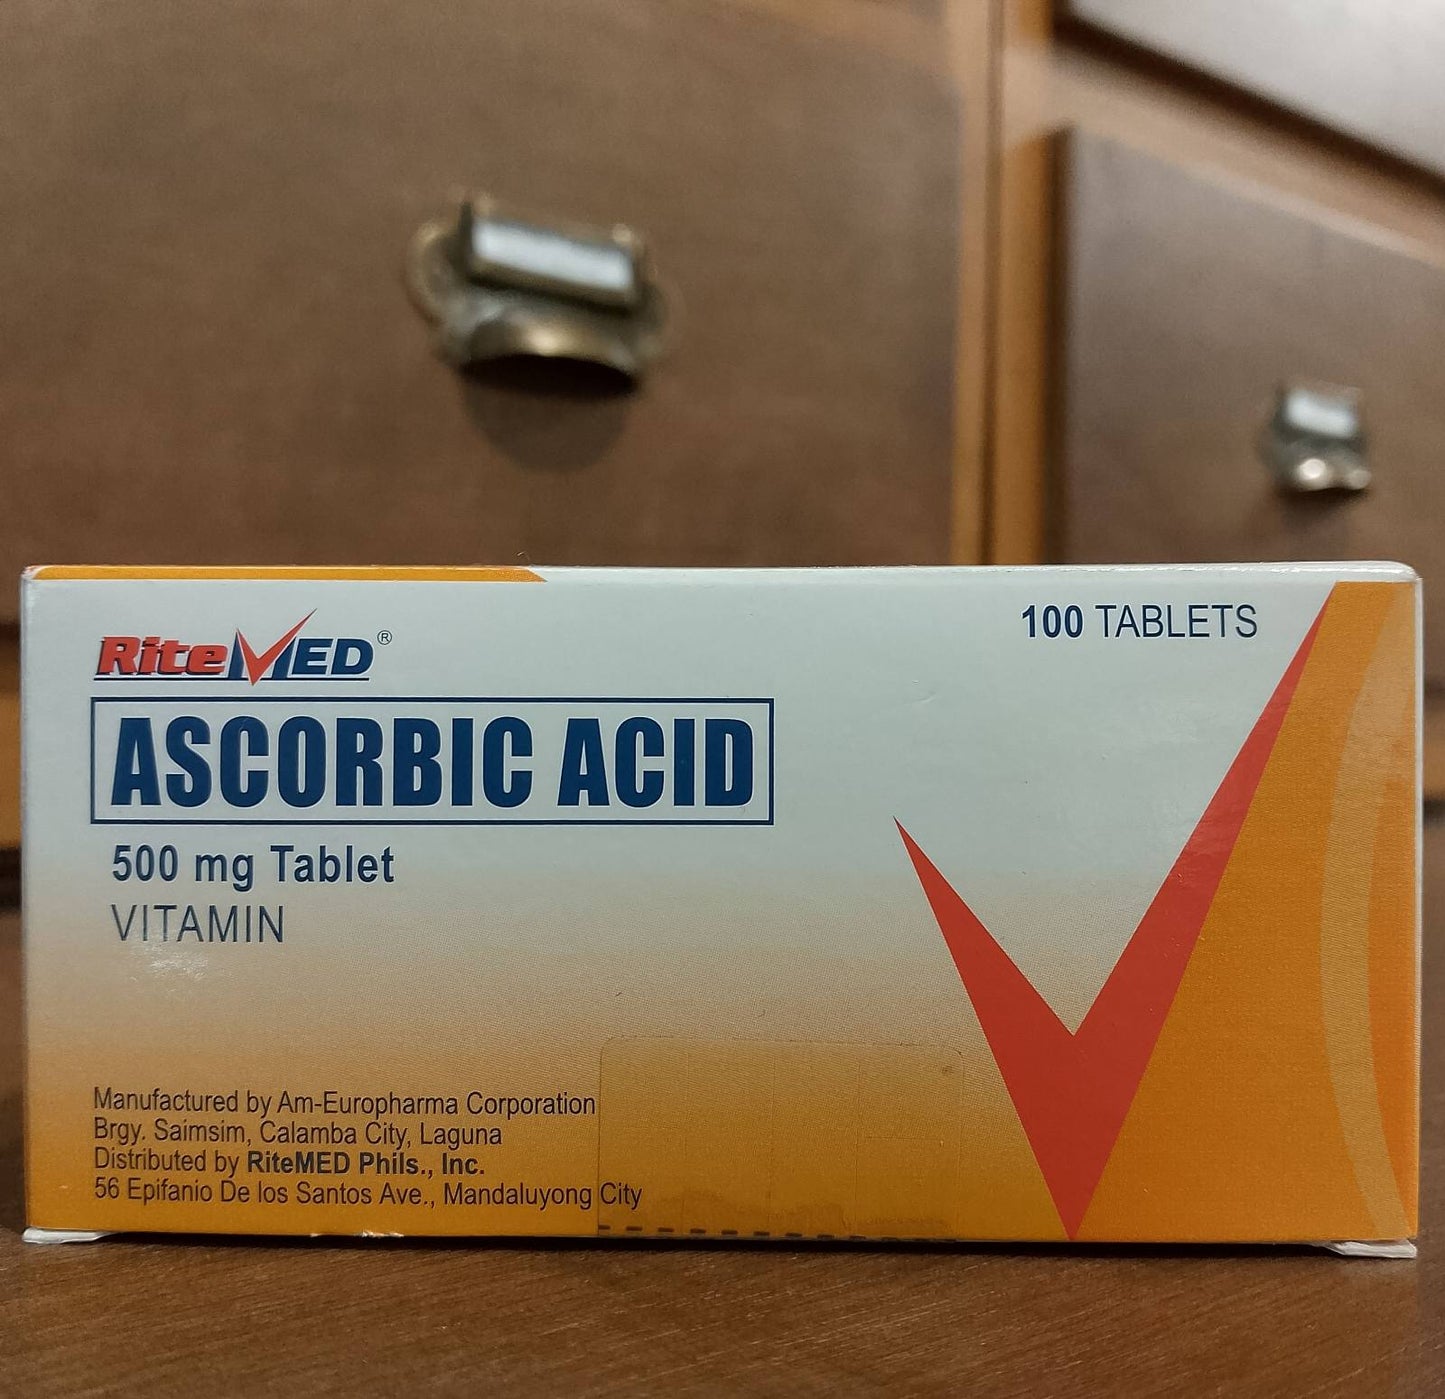 RiteMED®
100 TABLETS
ASCORBIC ACID
500 mg Tablet
VITAMIN
Manufactured by Am-Europharma Corporation
Brgy. Saimsim, Calamba City, Laguna
Distributed by RiteMED Phils., Inc.
56 Epifanio De los Santos Ave., Mandaluyong City